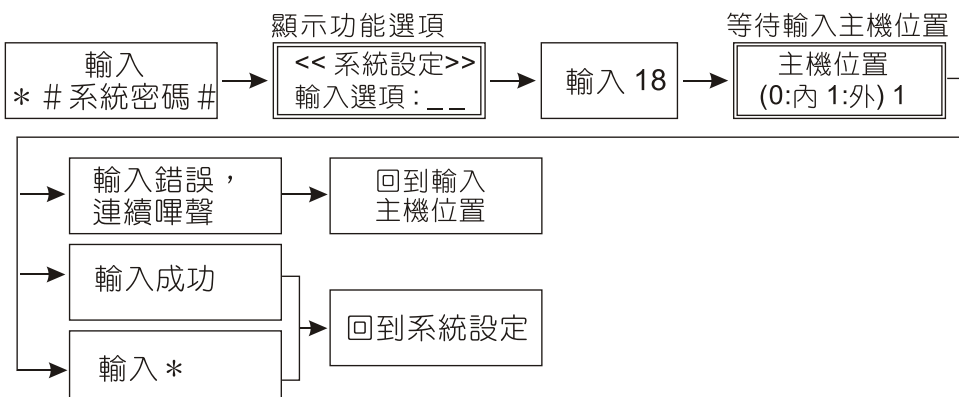 顯示功能選項
等待輸入主機位置
輸入
＊＃系統密碼＃
<< 系統設定>>
輸入選項:_ _
輸入 18
主機位置
(0:內 1:外) 1
輸入錯誤，
連續嗶聲
回到輸入
主機位置
輸入成功
回到系統設定
輸入＊